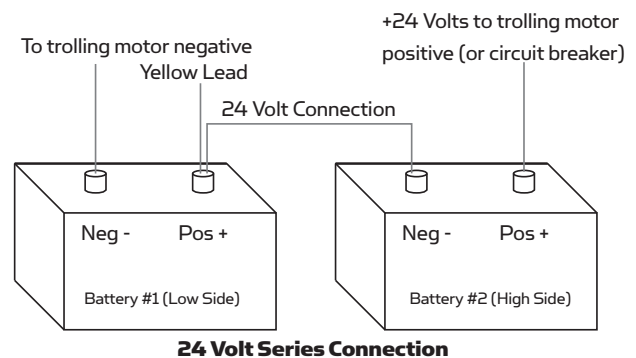 To trolling motor negative
Yellow Lead
+24 Volts to trolling motor
positive (or circuit breaker)
24 Volt Connection
Neg -
Pos +
Neg -
Pos +
Battery #1 (Low Side)
Battery #2 (High Side)
24 Volt Series Connection